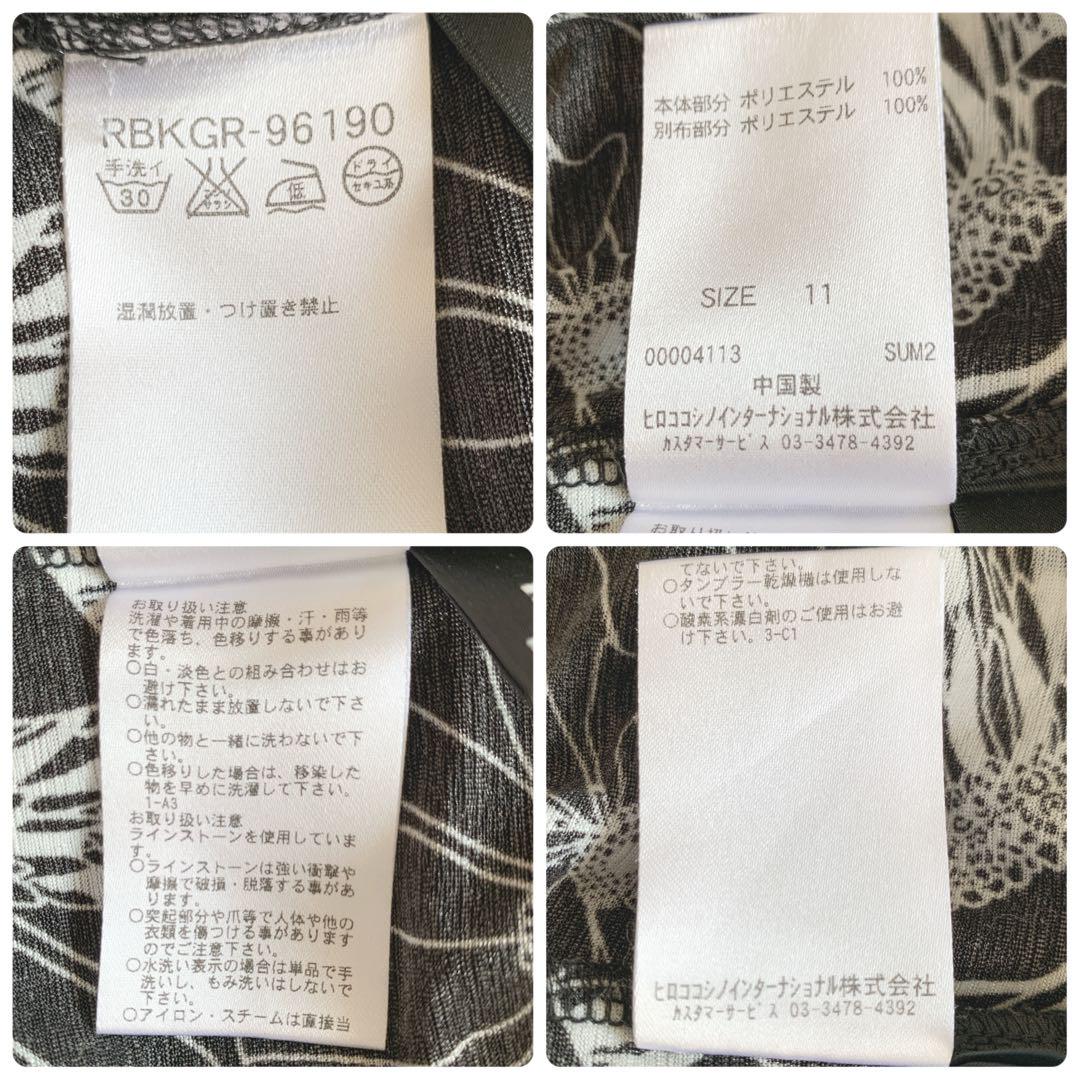 RBKGR-96190
手洗イ
30
エンソ
サラシ
低
ドライ
セキユ系
湿潤放置・つけ置き禁止
本体部分 ポリエステル 100%
別布部分 ポリエステル 100%
SIZE 11
00004113 SUM2
中国製
ヒロココシノインターナショナル株式会社
カスタマーサービス 03-3478-4392
お取り扱い注意
洗濯や着用中の摩擦・汗・雨等
で色落ち、色移りする事があり
ます。
○白・淡色との組み合わせはお
避け下さい。
○濡れたまま放置しないで下さ
い。
○他の物と一緒に洗わないで下
さい。
○色移りした場合は、移染した
物を早めに洗濯して下さい。
1-A3
お取り扱い注意
ラインストーンを使用していま
す。
○ラインストーンは強い衝撃や
摩擦で破損・脱落する事があ
ります。
○突起部分や爪等で人体や他の
衣類を傷つける事があります
のでご注意下さい。
○水洗い表示の場合は単品で手
洗いし、もみ洗いはしないで
下さい。
○アイロン・スチームは直接当
てないで下さい。
○タンブラー乾燥機は使用しな
いで下さい。
○酸素系漂白剤のご使用はお避
け下さい。3-C1
ヒロココシノインターナショナル株式会社
カスタマーサービス 03-3478-4392